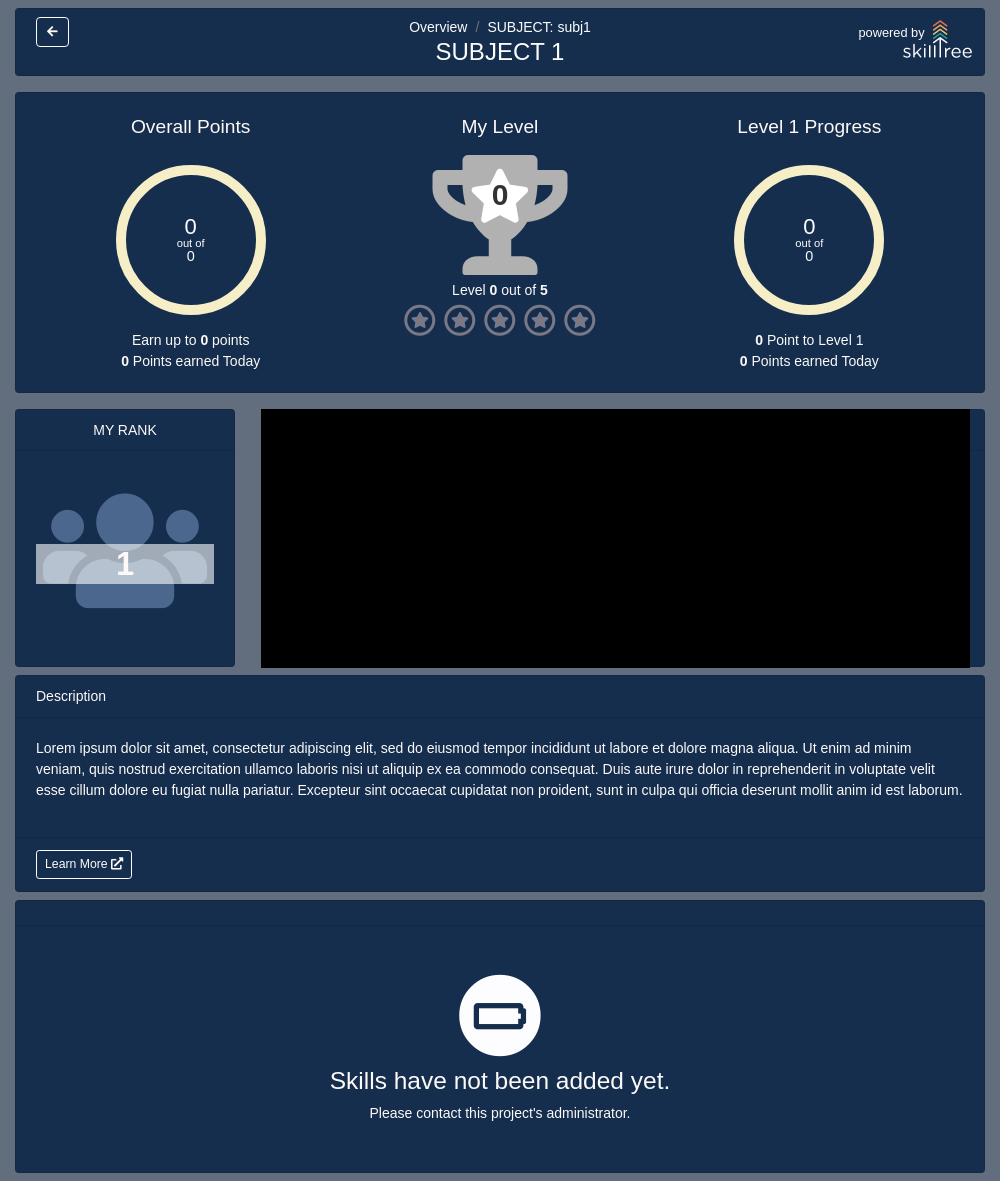 Overview / SUBJECT: subj1
SUBJECT 1
powered by
skilltree
Overall Points
0
out of
0
Earn up to 0 points
0 Points earned Today
My Level
0
Level 0 out of 5
Level 1 Progress
0
out of
0
0 Point to Level 1
0 Points earned Today
MY RANK
1
Description
Lorem ipsum dolor sit amet, consectetur adipiscing elit, sed do eiusmod tempor incididunt ut labore et dolore magna aliqua. Ut enim ad minim
veniam, quis nostrud exercitation ullamco laboris nisi ut aliquip ex ea commodo consequat. Duis aute irure dolor in reprehenderit in voluptate velit
esse cillum dolore eu fugiat nulla pariatur. Excepteur sint occaecat cupidatat non proident, sunt in culpa qui officia deserunt mollit anim id est laborum.
Learn More
Skills have not been added yet.
Please contact this project's administrator.